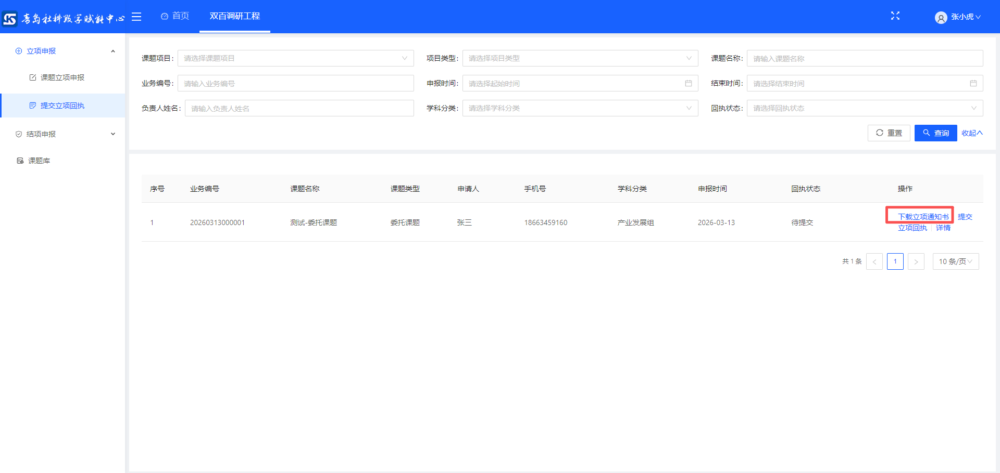 青岛社科数字赋能中心
首页
双百调研工程
张小虎
立项申报
课题立项申报
提交立项回执
结项申报
课题库
课题项目: 请选择课题项目
项目类型: 请选择项目类型
课题名称: 请输入课题名称
业务编号: 请输入业务编号
申报时间: 请选择起始时间
结束时间: 请选择结束时间
负责人姓名: 请输入负责人姓名
学科分类: 请选择学科分类
回执状态: 请选择回执状态
重置 查询 收起
序号 业务编号 课题名称 课题类型 申请人 手机号 学科分类 申报时间 回执状态 操作
1 20260313000001 测试-委托课题 委托课题 张三 18663459160 产业发展组 2026-03-13 待提交 下载立项通知书 提交
立项回执 详情
共 1 条 < 1 > 10 条/页